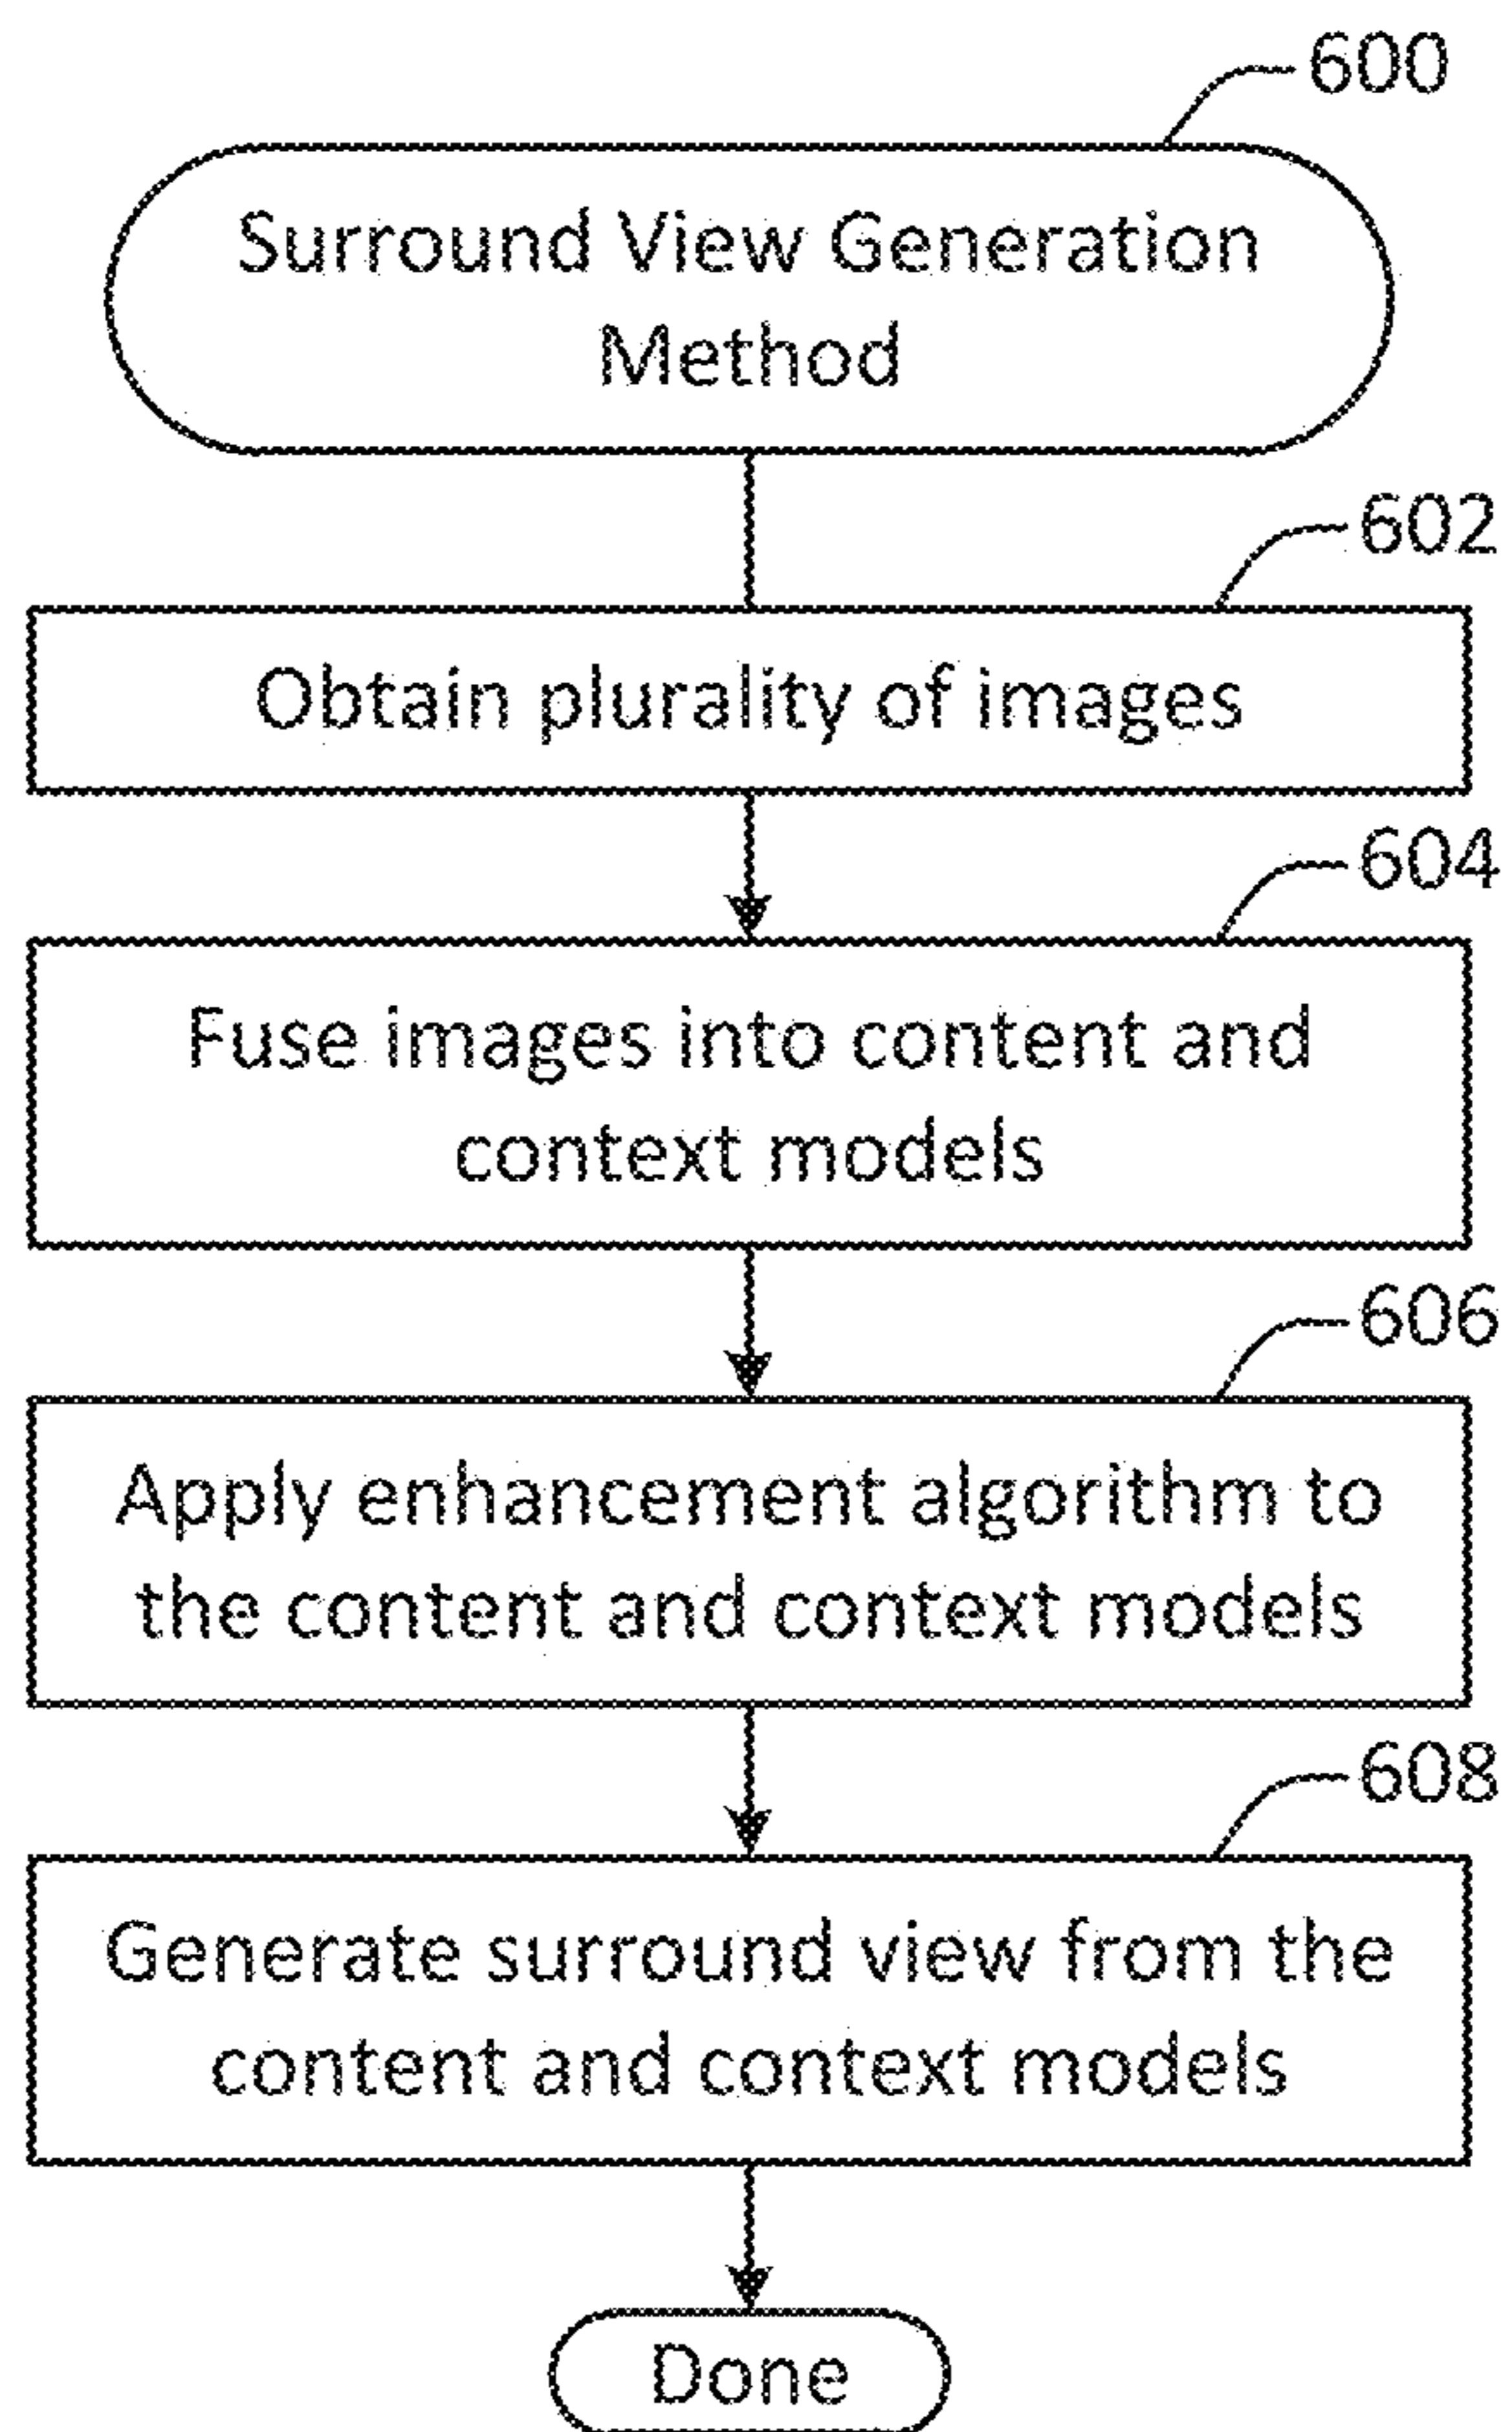 600
Surround View Generation
Method
602
Obtain plurality of images
604
Fuse images into content and
context models
606
Apply enhancement algorithm to
the content and context models
608
Generate surround view from the
content and context models
Done